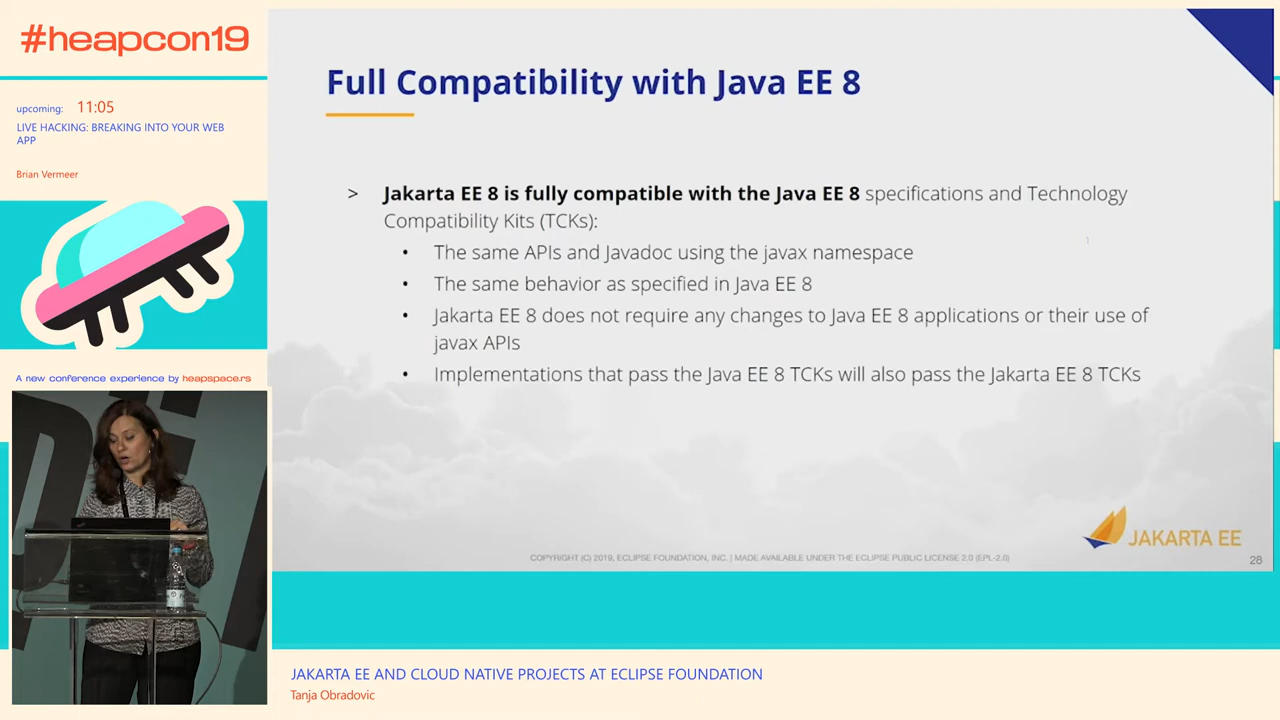 #heapcon19
upcoming: 11:05
LIVE HACKING: BREAKING INTO YOUR WEB
APP
Brian Vermeer
A new conference experience by heapspace.rs
Full Compatibility with Java EE 8
> Jakarta EE 8 is fully compatible with the Java EE 8 specifications and Technology
Compatibility Kits (TCKs):
• The same APIs and Javadoc using the javax namespace
• The same behavior as specified in Java EE 8
• Jakarta EE 8 does not require any changes to Java EE 8 applications or their use of
javax APIs
• Implementations that pass the Java EE 8 TCKs will also pass the Jakarta EE 8 TCKs
JAKARTA EE
COPYRIGHT (C) 2019, ECLIPSE FOUNDATION, INC. | MADE AVAILABLE UNDER THE ECLIPSE PUBLIC LICENSE 2.0 (EPL-2.0)
28
JAKARTA EE AND CLOUD NATIVE PROJECTS AT ECLIPSE FOUNDATION
Tanja Obradovic